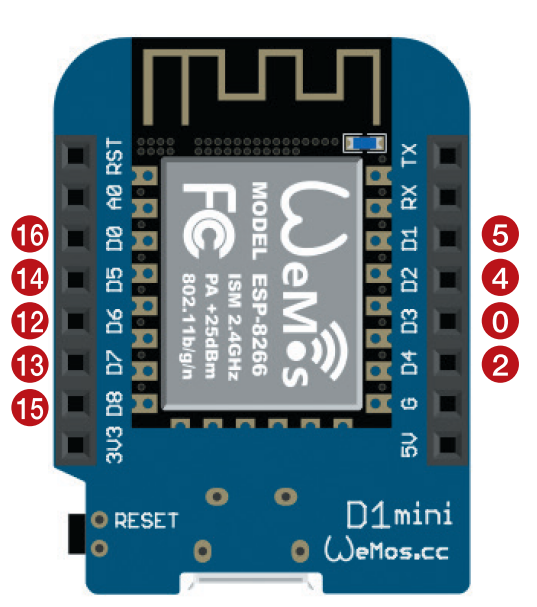 RST
A0
16 D0
14 D5
12 D6
13 D7
15 D8
3V3
TX
RX
D1 5
D2 4
D3 0
D4 2
G
5V
WeMos
MODEL ESP-8266
ISM 2.4GHz
PA +25dBm
802.11b/g/n
FC
RESET
D1 mini
WeMos.cc